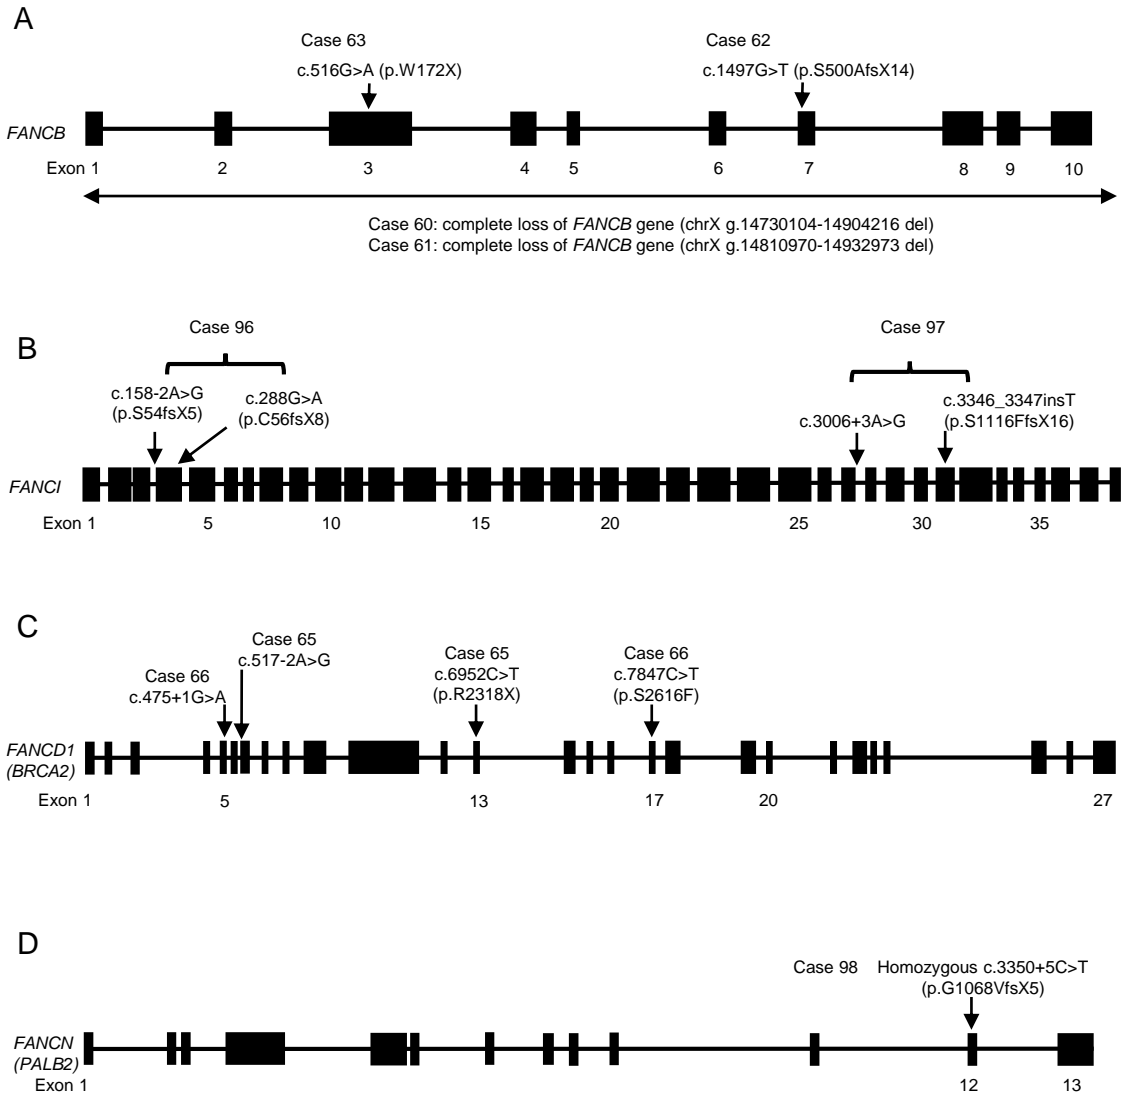 A
Case 63
Case 62
c.516G>A (p.W172X)
c.1497G>T (p.S500AfsX14)
FANCB
Exon 1 2 3 4 5 6 7 8 9 10
Case 60: complete loss of FANCB gene (chrX g.14730104-14904216 del)
Case 61: complete loss of FANCB gene (chrX g.14810970-14932973 del)
B
Case 96
Case 97
c.158-2A>G
(p.S54fsX5)
c.288G>A
(p.C56fsX8)
c.3006+3A>G
c.3346_3347insT
(p.S1116FfsX16)
FANCI
Exon 1 5 10 15 20 25 30 35
C
Case 66
c.475+1G>A
Case 65
c.517-2A>G
Case 65
c.6952C>T
(p.R2318X)
Case 66
c.7847C>T
(p.S2616F)
FANCD1
(BRCA2)
Exon 1 5 13 17 20 27
D
Case 98 Homozygous c.3350+5C>T
(p.G1068VfsX5)
FANCN
(PALB2)
Exon 1 12 13